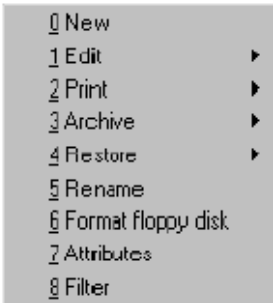 0 New
1 Edit
2 Print
3 Archive
4 Restore
5 Rename
6 Format floppy disk
7 Attributes
8 Filter